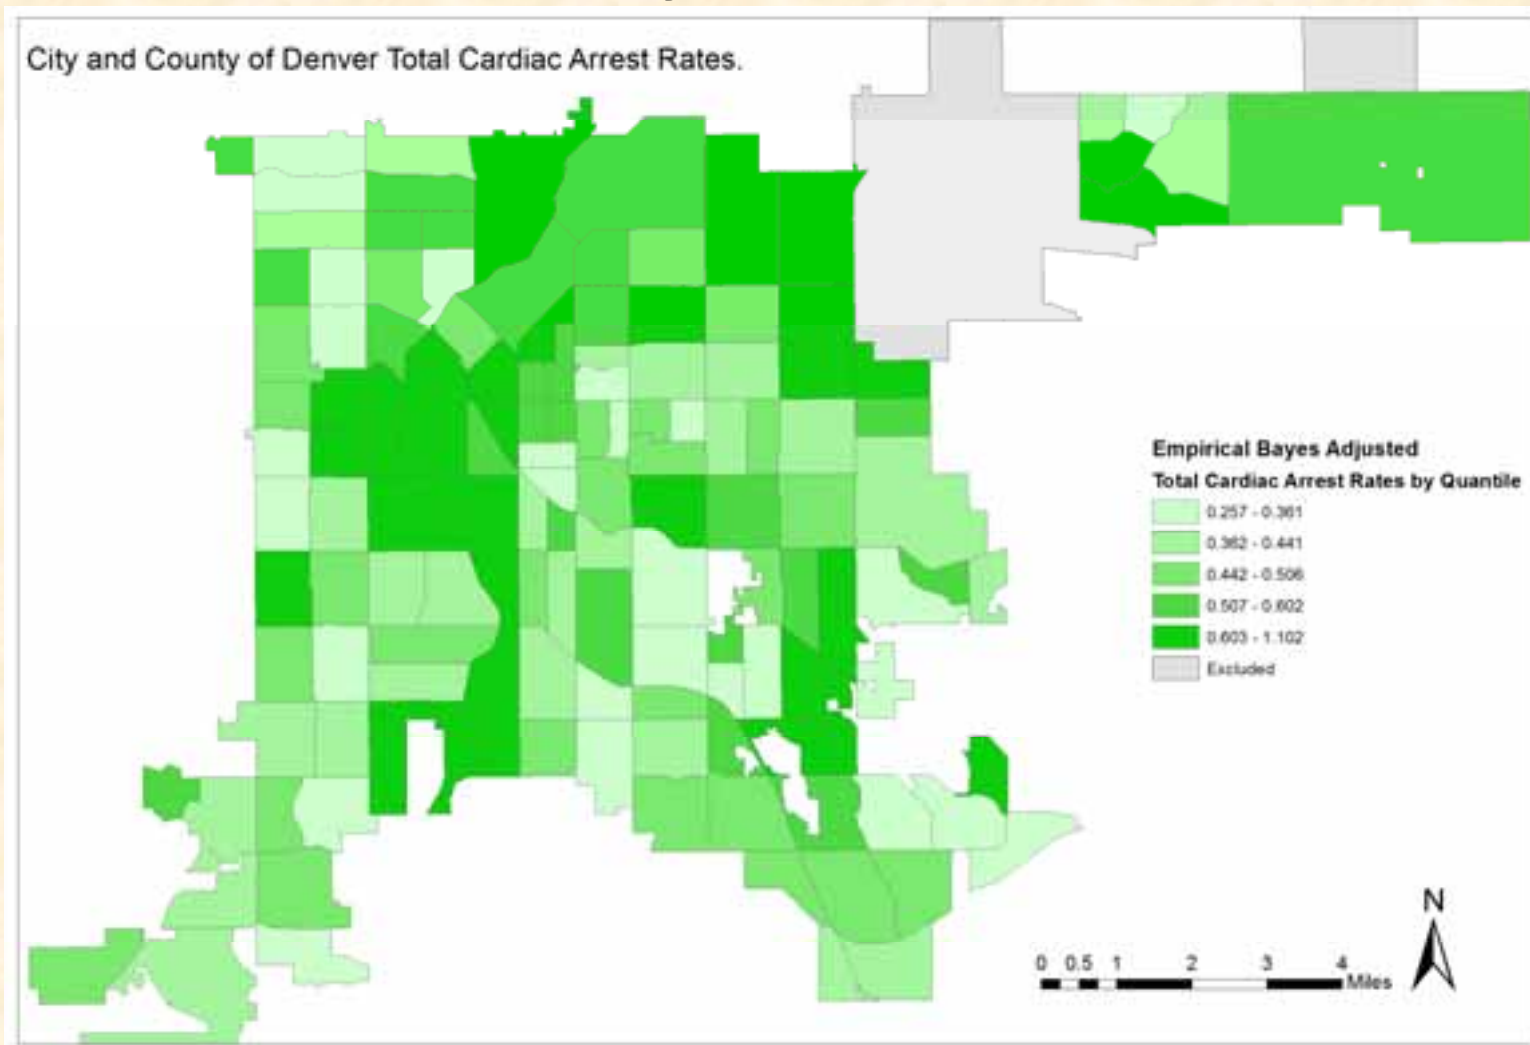 City and County of Denver Total Cardiac Arrest Rates.
Empirical Bayes Adjusted
Total Cardiac Arrest Rates by Quantile
0.257 - 0.361
0.362 - 0.441
0.442 - 0.506
0.507 - 0.602
0.603 - 1.102
Excluded
N
0 0.5 1 2 3 4
Miles